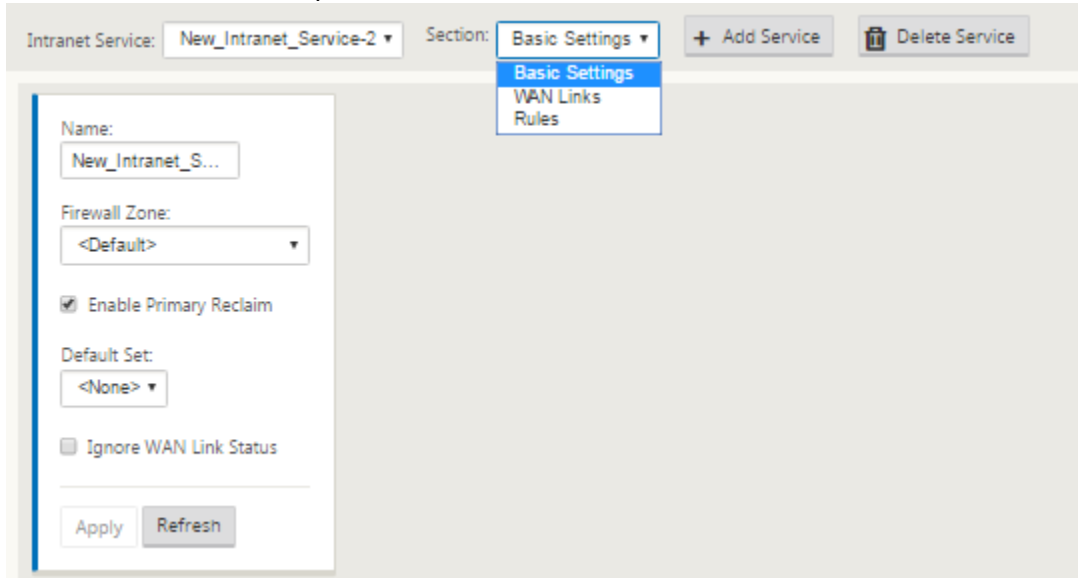 Intranet Service: New_Intranet_Service-2 Section: Basic Settings + Add Service Delete Service
Basic Settings
WAN Links
Rules
Name:
New_Intranet_S...
Firewall Zone:
<Default>
Enable Primary Reclaim
Default Set:
<None>
Ignore WAN Link Status
Apply Refresh